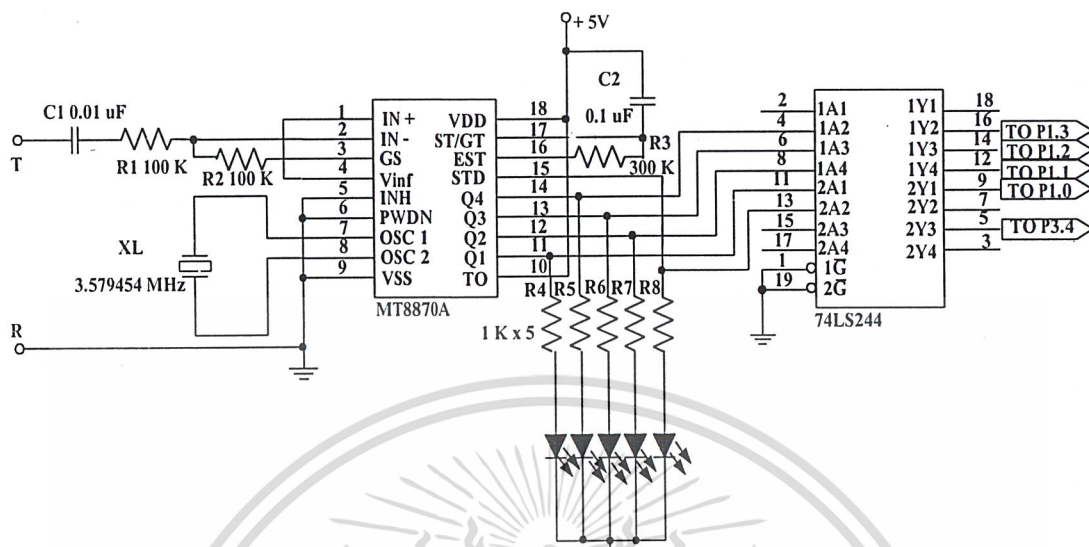 + 5V
C1 0.01 uF
T
R1 100 K
R2 100 K
XL
3.579454 MHz
R
1 IN +
2 IN -
3 GS
4 Vinf
5 INH
6 PWDN
7 OSC 1
8 OSC 2
9 VSS
VDD 18
ST/GT 17
EST 16
STD 15
Q4 14
Q3 13
Q2 12
Q1 11
TO 10
MT8870A
C2
0.1 uF
R3
300 K
R4 R5 R6 R7 R8
1 K x 5
2 1A1
4 1A2
6 1A3
8 1A4
11 2A1
13 2A2
15 2A3
17 2A4
1 1G
19 2G
1Y1 18
1Y2 16
1Y3 14
1Y4 12
2Y1 9
2Y2 7
2Y3 5
2Y4 3
74LS244
TO P1.3
TO P1.2
TO P1.1
TO P1.0
TO P3.4